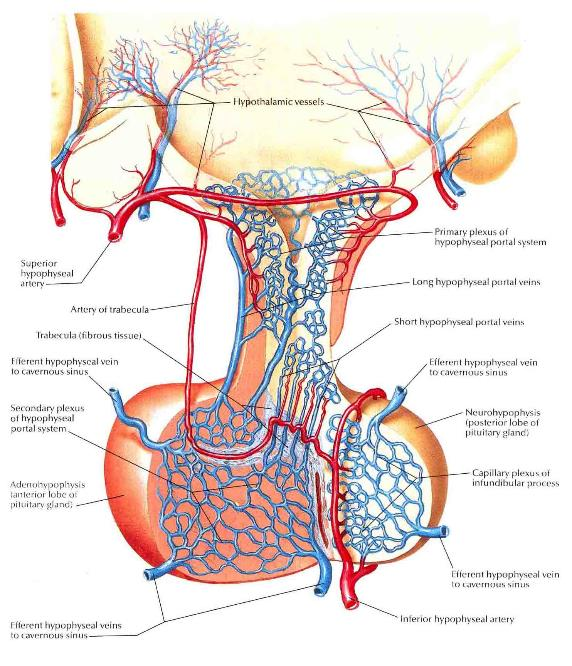 Hypothalamic vessels
Primary plexus of
hypophyseal portal system
Superior
hypophyseal
artery
Long hypophyseal portal veins
Artery of trabecula
Short hypophyseal portal veins
Trabecula (fibrous tissue)
Efferent hypophyseal vein
to cavernous sinus
Efferent hypophyseal vein
to cavernous sinus
Secondary plexus
of hypophyseal
portal system
Neurohypophysis
(posterior lobe of
pituitary gland)
Adenohypophysis
(anterior lobe of
pituitary gland)
Capillary plexus of
infundibular process
Efferent hypophyseal vein
to cavernous sinus
Inferior hypophyseal artery
Efferent hypophyseal veins
to cavernous sinus